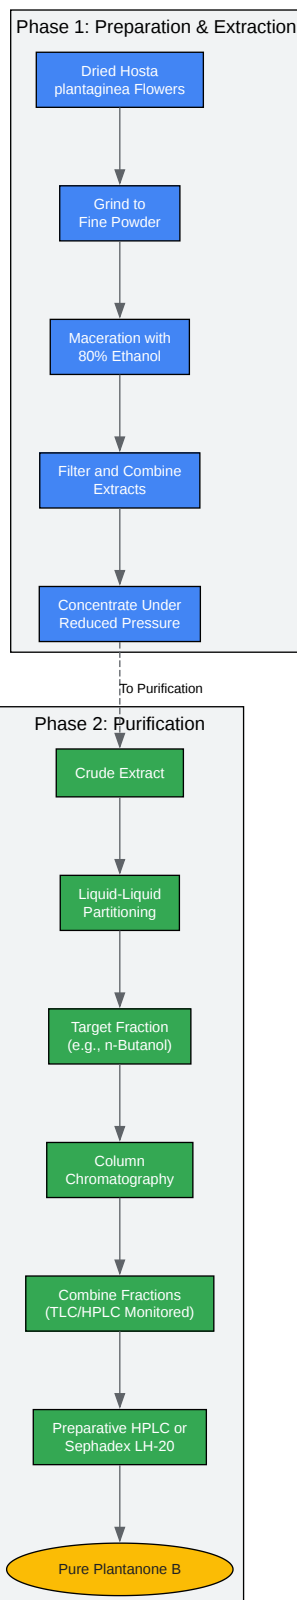 Phase 1: Preparation & Extraction
Dried Hosta
plantaginea Flowers
Grind to
Fine Powder
Maceration with
80% Ethanol
Filter and Combine
Extracts
Concentrate Under
Reduced Pressure
To Purification
Phase 2: Purification
Crude Extract
Liquid-Liquid
Partitioning
Target Fraction
(e.g., n-Butanol)
Column
Chromatography
Combine Fractions
(TLC/HPLC Monitored)
Preparative HPLC or
Sephadex LH-20
Pure Plantanone B